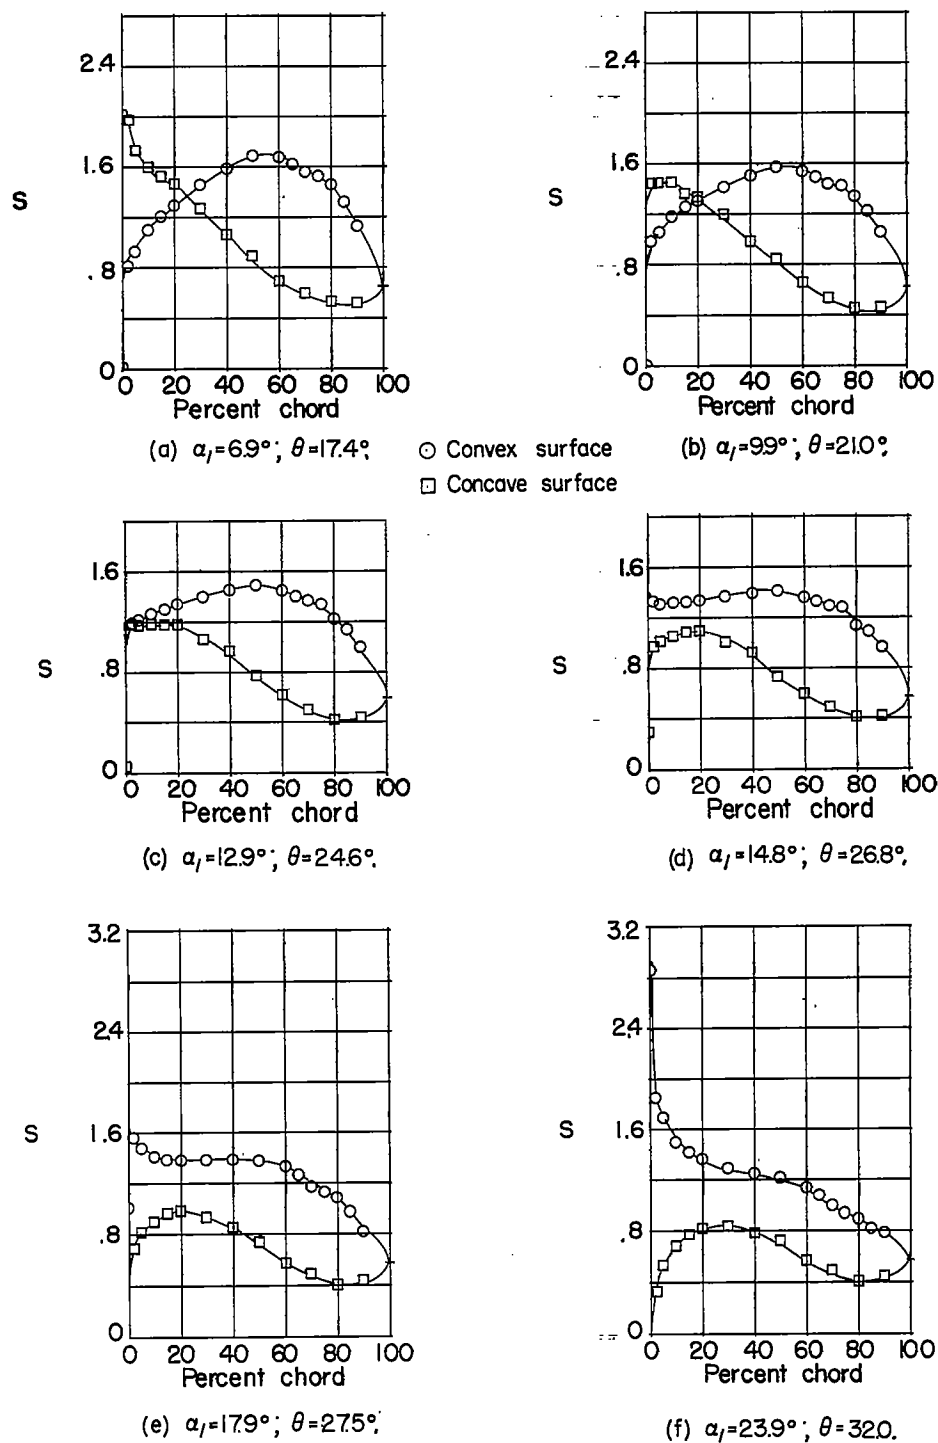 2.4
1.6
S
.8
0
0 20 40 60 80 100
Percent chord
(a) α₁=6.9°; θ=17.4°.
2.4
1.6
S
.8
0
0 20 40 60 80 100
Percent chord
(b) α₁=9.9°; θ=21.0°.
Convex surface
Concave surface
1.6
S
.8
0
0 20 40 60 80 100
Percent chord
(c) α₁=12.9°; θ=24.6°.
1.6
S
.8
0
0 20 40 60 80 100
Percent chord
(d) α₁=14.8°; θ=26.8°.
3.2
2.4
1.6
S
.8
0
0 20 40 60 80 100
Percent chord
(e) α₁=17.9°; θ=27.5°.
3.2
2.4
1.6
S
.8
0
0 20 40 60 80 100
Percent chord
(f) α₁=23.9°; θ=32.0.